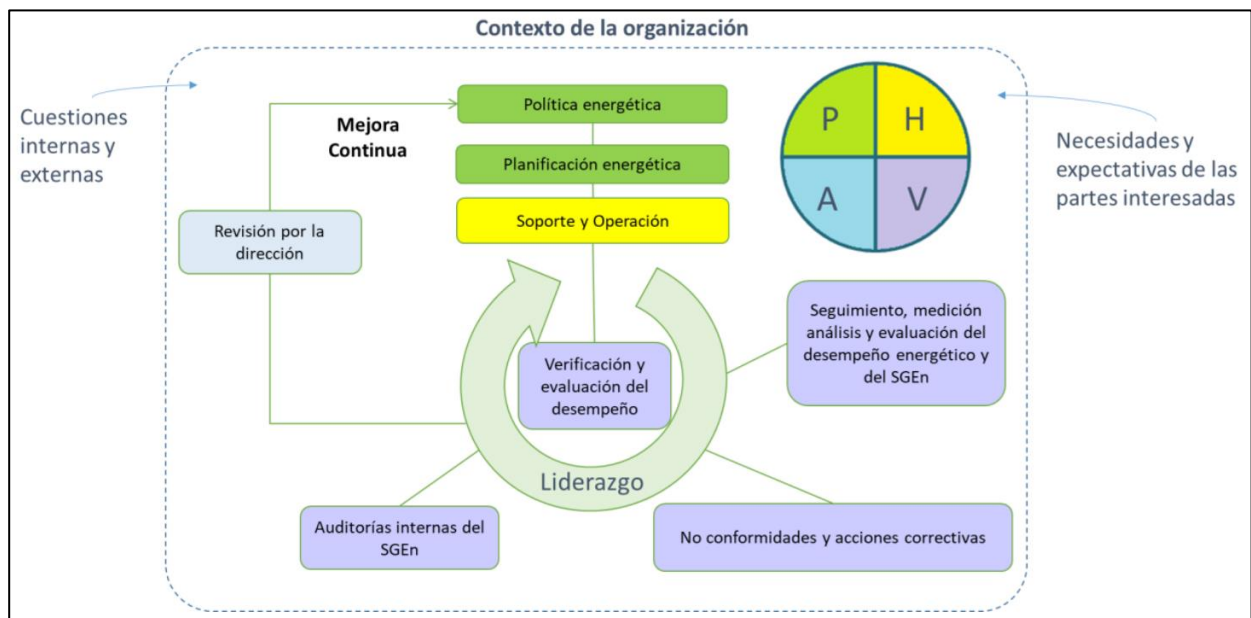 Contexto de la organización
Cuestiones
internas y
externas
Mejora
Continua
Política energética
Planificación energética
Soporte y Operación
P
H
A
V
Necesidades y
expectativas de las
partes interesadas
Revisión por la
dirección
Verificación y
evaluación del
desempeño
Seguimiento, medición
análisis y evaluación del
desempeño energético y
del SGEn
Liderazgo
Auditorías internas del
SGEn
No conformidades y acciones correctivas